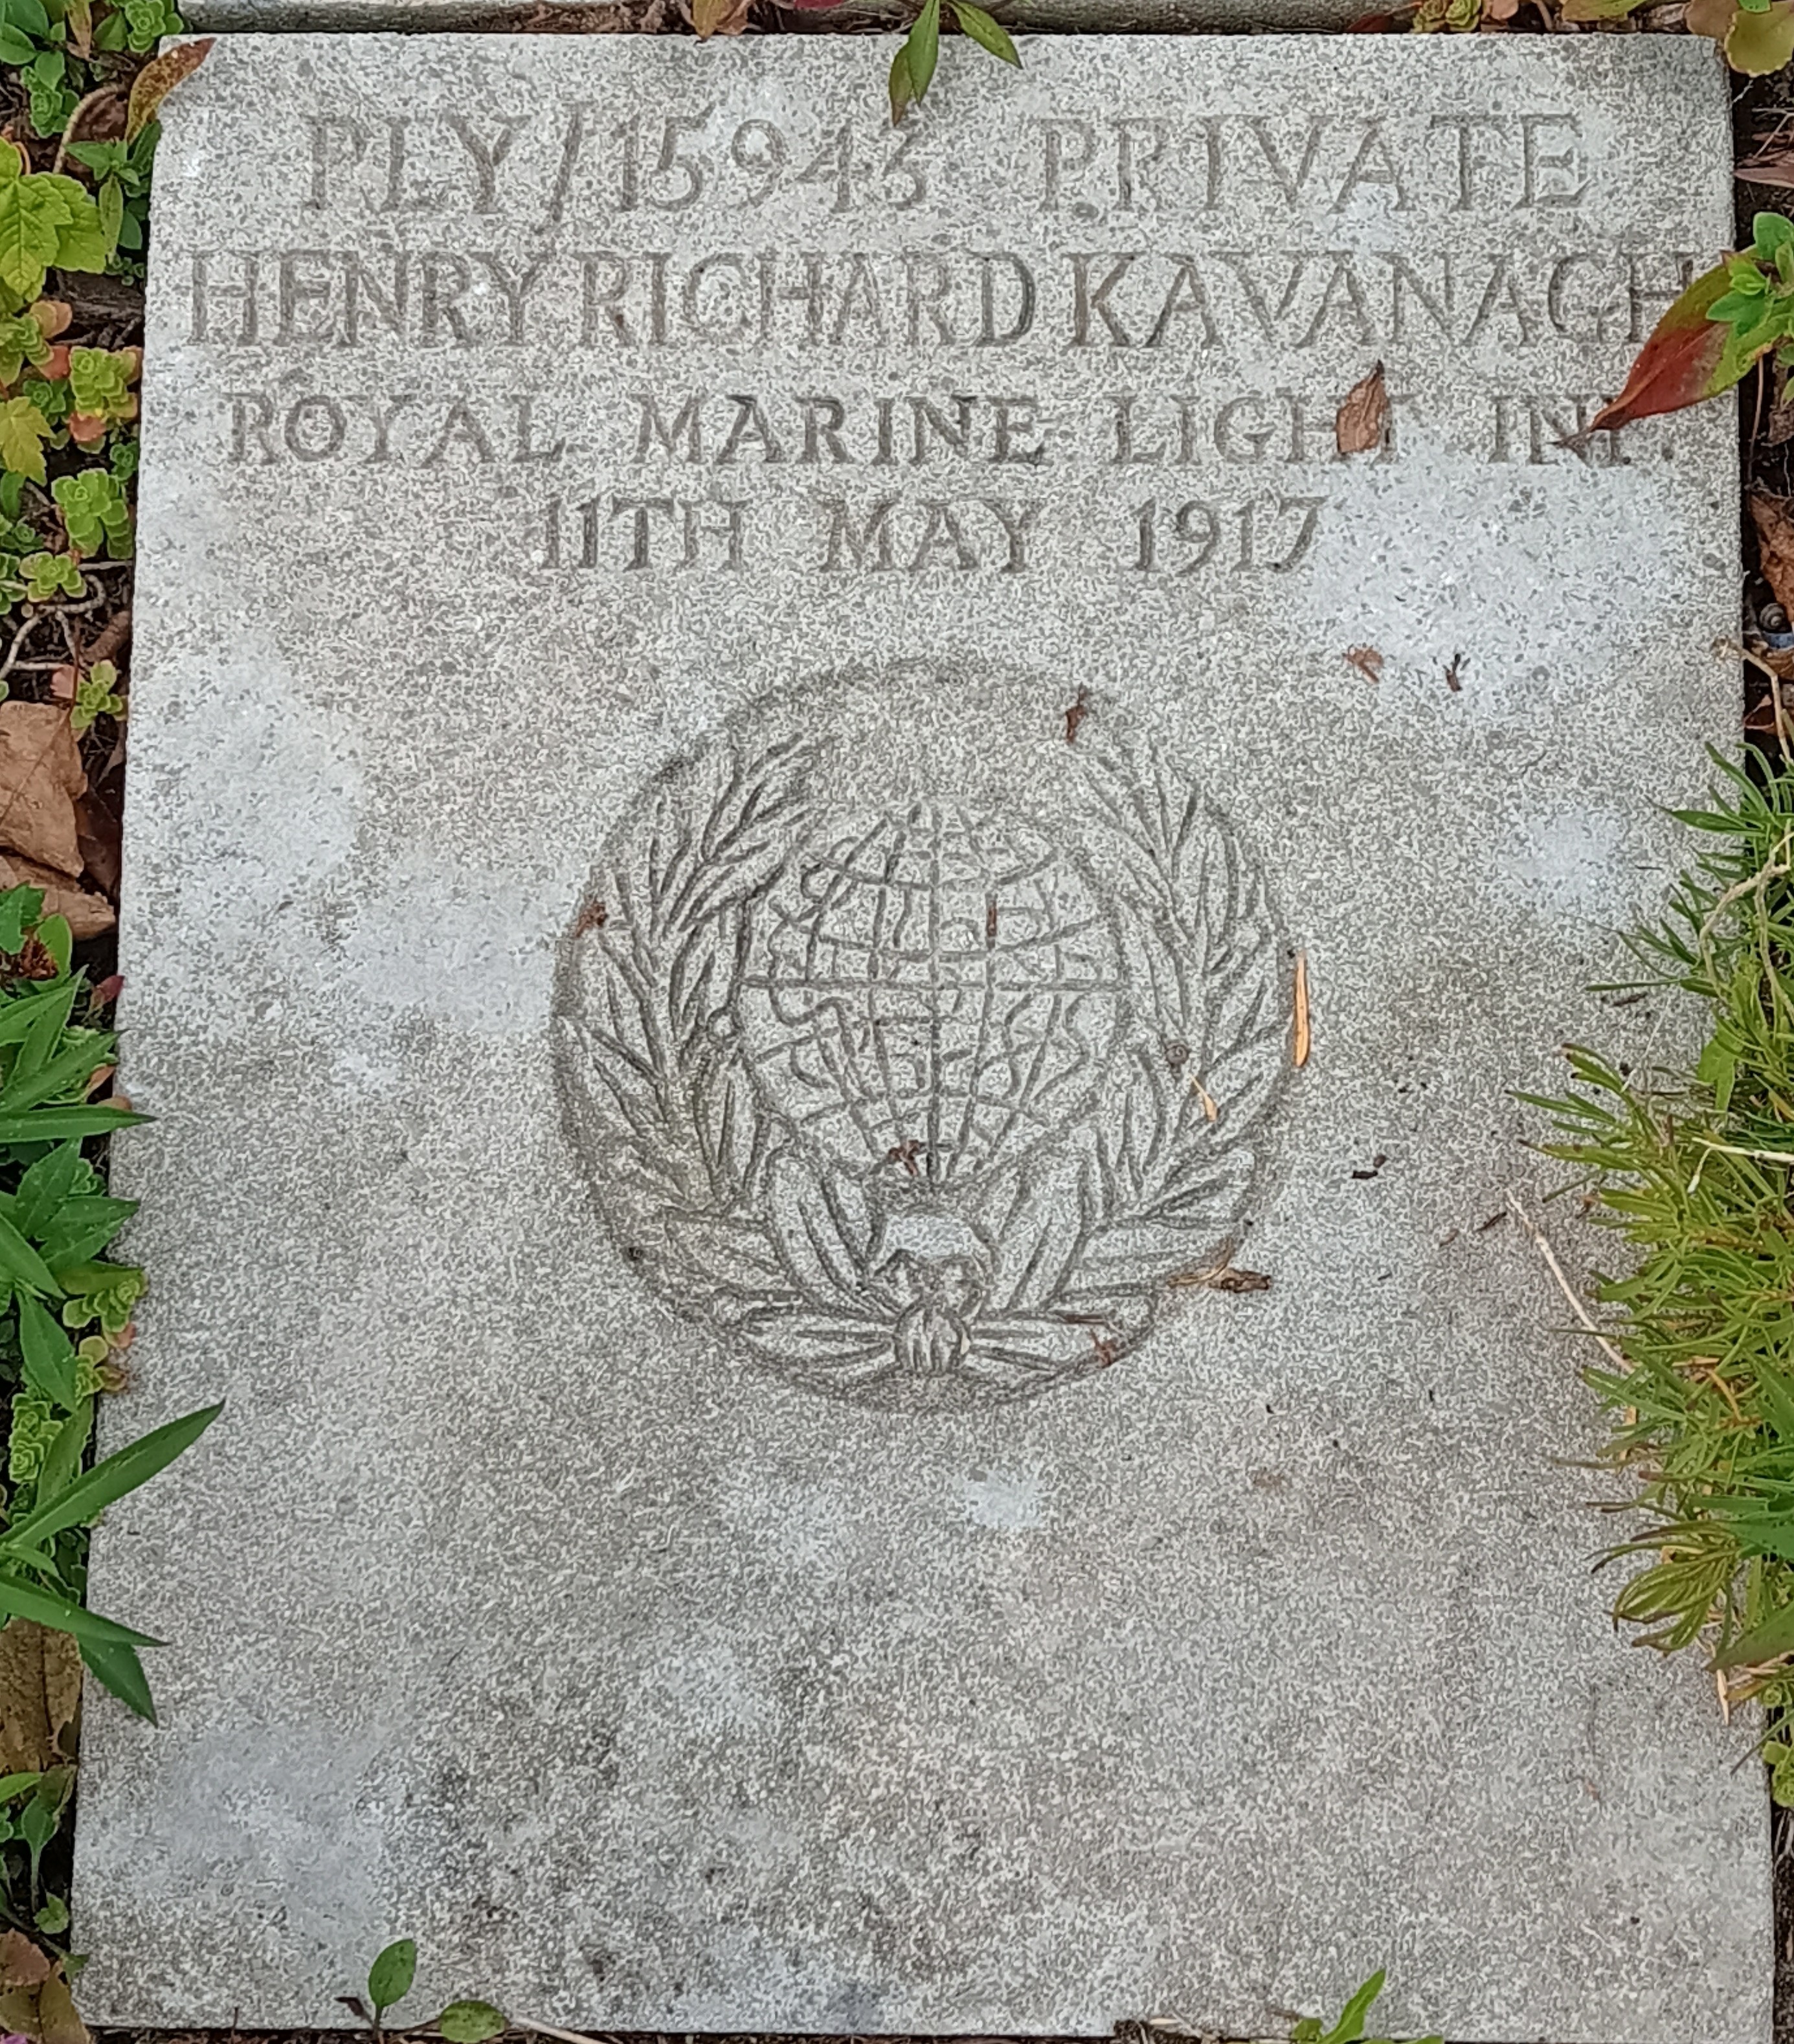 PLY/15943 PRIVATE
HENRY RICHARD KAVANAGH
ROYAL MARINE LIGHT INF.
11TH MAY 1917